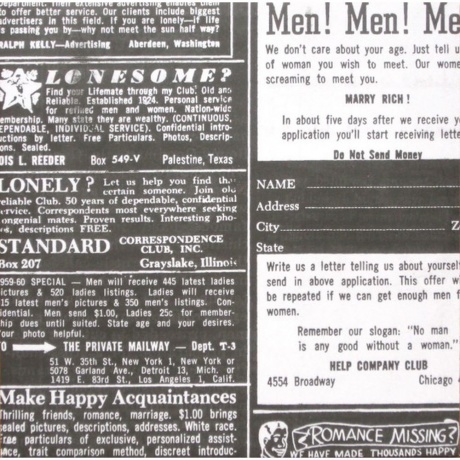 Department. Their extensive advertising enables them
to offer better service. Our clients include biggest
advertisers in this field. If you are lonely—if life
is passing you by—why not meet the sun half way?
RALPH KELLY—Advertising Aberdeen, Washington
LONESOME?
Find your Lifemate through my Club. Old and
Reliable. Established 1924. Personal service
for refined men and women. Nation-wide
membership. Many state they are wealthy. (CONTINUOUS,
DEPENDABLE, INDIVIDUAL SERVICE). Confidential intro-
ductions by letter. Free Particulars. Photos, Descrip-
tions. Sealed.
LOIS L. REEDER Box 549-V Palestine, Texas
LONELY? Let us help you find that
certain someone. Join old
reliable Club. 50 years of dependable, confidential
service. Correspondents most everywhere seeking
congenial mates. Proven results. Interesting pho-
tos, descriptions FREE.
STANDARD CORRESPONDENCE CLUB, INC.
Box 207 Grayslake, Illinois
1959-60 SPECIAL — Men will receive 445 latest ladies
pictures & 520 ladies listings. Ladies will receive
15 latest men's pictures & 350 men's listings. Con-
fidential. Men send $1.00, Ladies 25c for member-
ship dues until suited. State age and your desires.
Your photo helpful.
TO THE PRIVATE MAILWAY — Dept. T-3
51 W. 35th St., New York 1, New York or
5078 Garland Ave., Detroit 13, Mich. or
1419 E. 83rd St., Los Angeles 1, Calif.
Make Happy Acquaintances
Thrilling friends, romance, marriage. $1.00 brings
sealed pictures, descriptions, addresses. White race.
Free particulars of exclusive, personalized assist-
ance, trait comparison method, discreet introduc-
Men! Men! Me
We don't care about your age. Just tell u
of woman you wish to meet. Our wome
screaming to meet you.
MARRY RICH!
In about five days after we receive yo
application you'll start receiving letter
Do Not Send Money
NAME
Address
City Z
State
Write us a letter telling us about yourself
send in above application. This offer wi
be repeated if we can get enough men f
women.
Remember our slogan: "No man
is any good without a woman."
HELP COMPANY CLUB
4554 Broadway Chicago 4
ROMANCE MISSING?
WE HAVE MADE THOUSANDS HAPPY